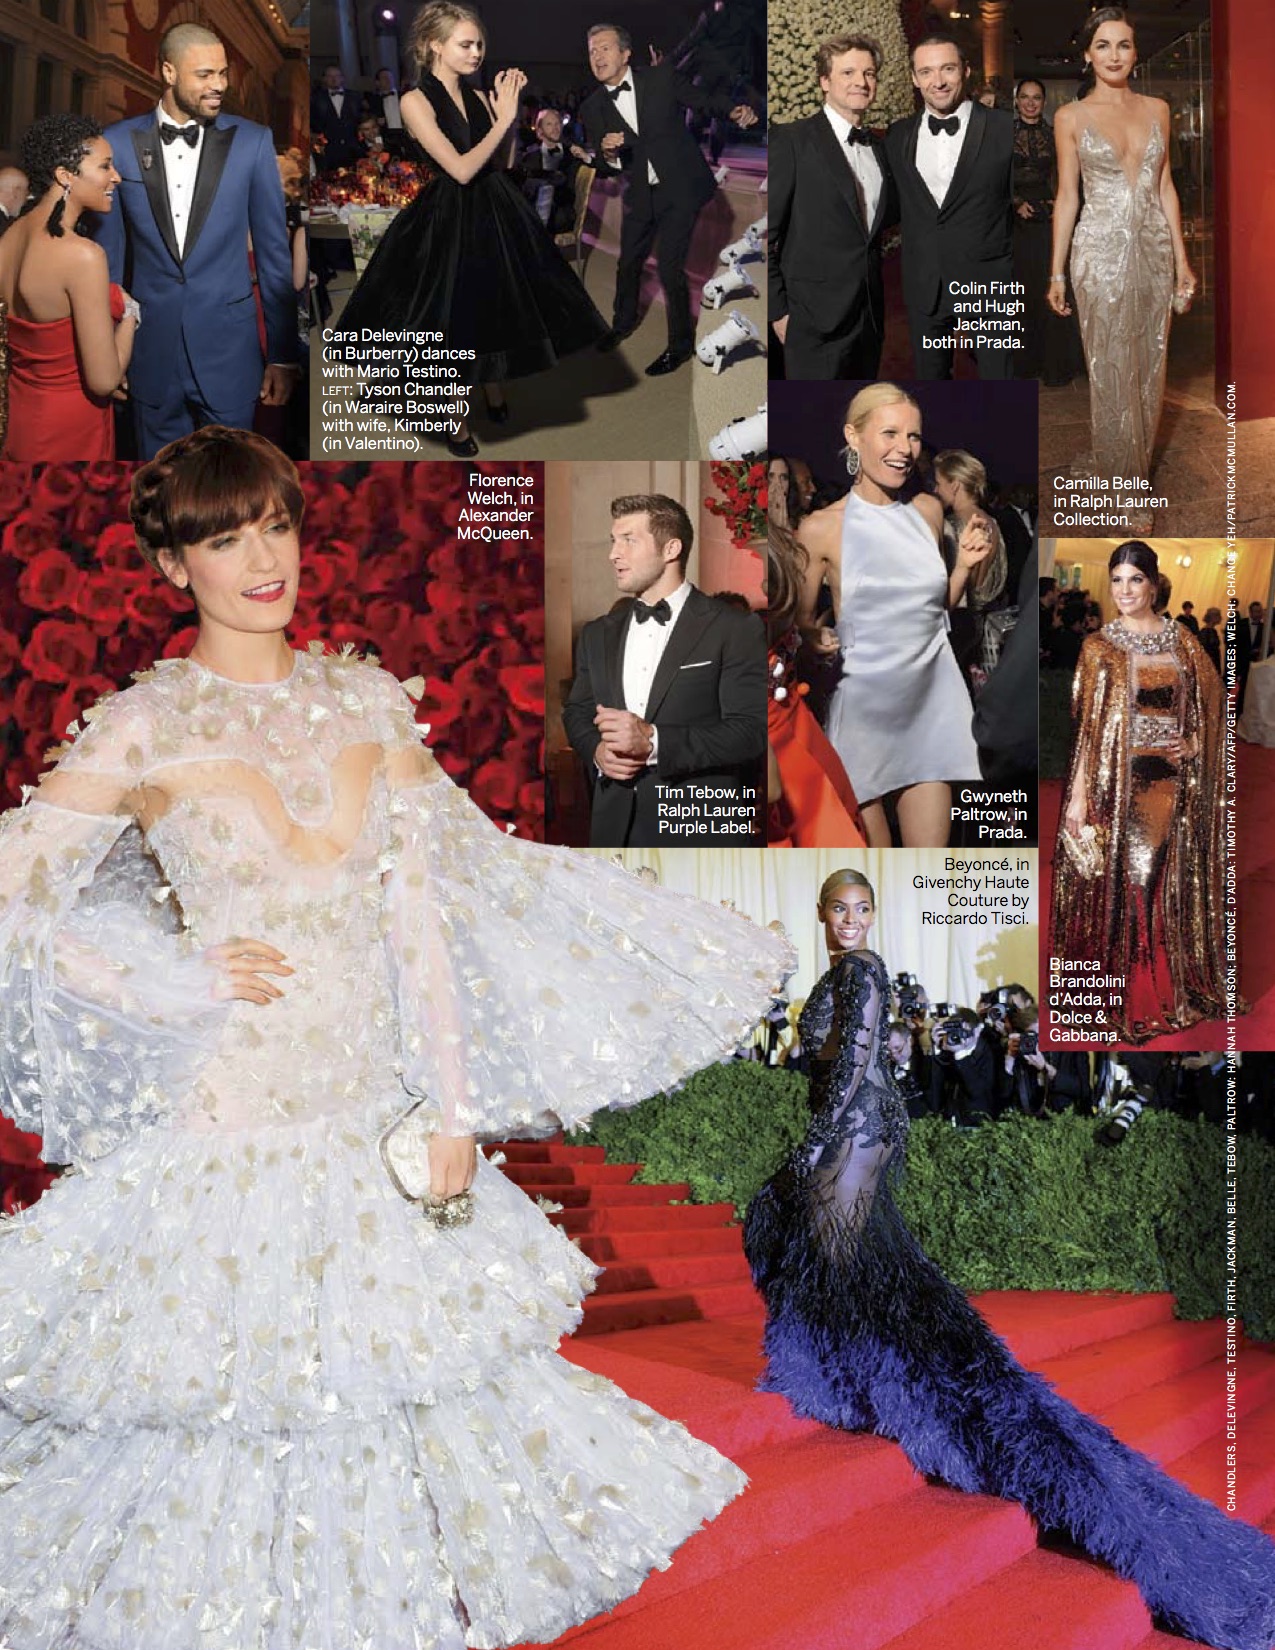 Cara Delevingne
(in Burberry) dances
with Mario Testino.
LEFT: Tyson Chandler
(in Waraire Boswell)
with wife, Kimberly
(in Valentino).
Colin Firth
and Hugh
Jackman,
both in Prada.
Camilla Belle,
in Ralph Lauren
Collection.
Florence
Welch, in
Alexander
McQueen.
Tim Tebow, in
Ralph Lauren
Purple Label.
Gwyneth
Paltrow, in
Prada.
Beyoncé, in
Givenchy Haute
Couture by
Riccardo Tisci.
Bianca
Brandolini
d'Adda, in
Dolce &
Gabbana.
CHANDLERS, DELEVINGNE, TESTINO, FIRTH, JACKMAN, BELLE, TEBOW, PALTROW: HANNAH THOMSON; BEYONCÉ, D'ADDA: TIMOTHY A. CLARY/AFP/GETTY IMAGES; WELCH: CHANCE YEH/PATRICKMCMULLAN.COM.